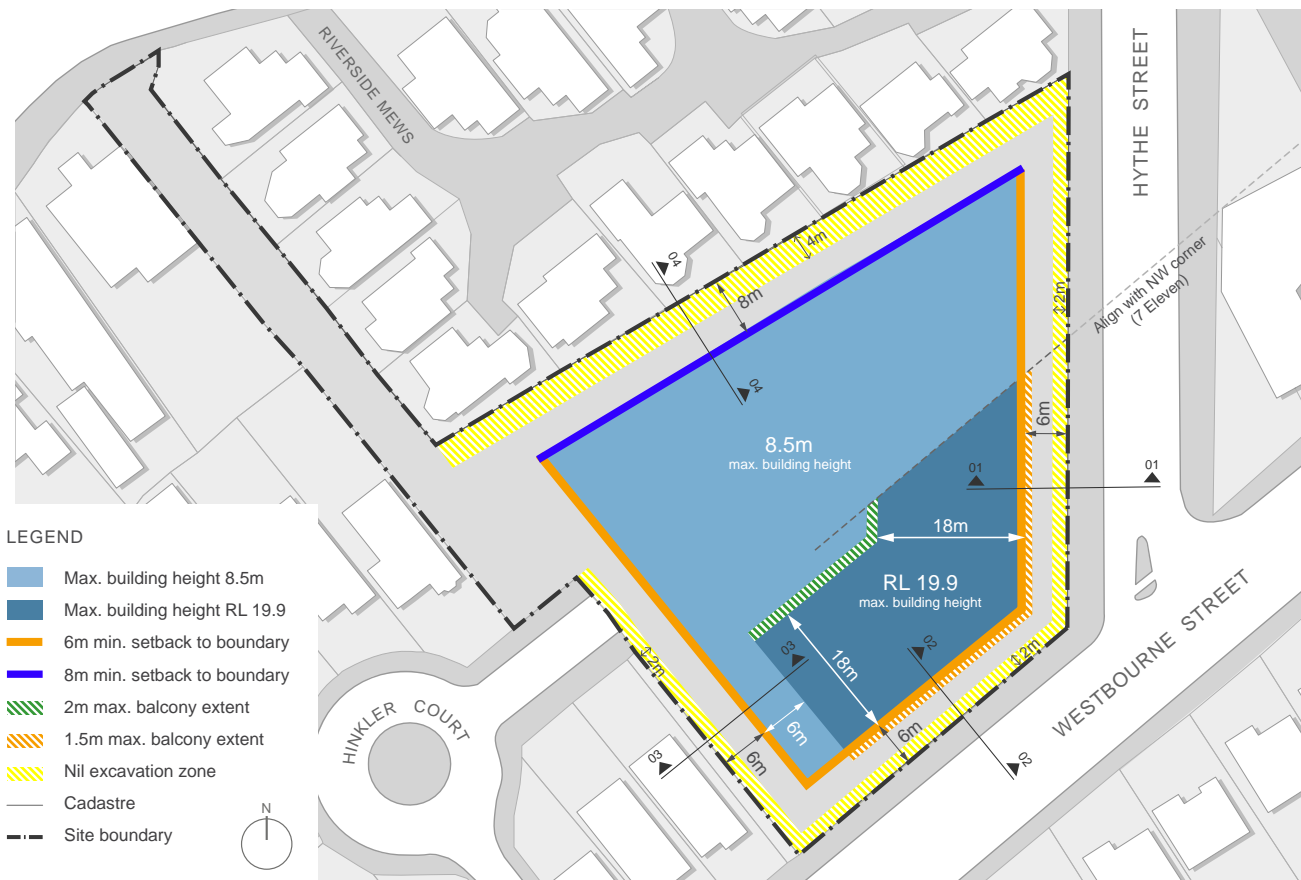 RIVERSIDE MEWS
HYTHE STREET
04
4m
8m
2m
Align with NW corner
(7 Eleven)
04
6m
8.5m
max. building height
01
01
18m
RL 19.9
max. building height
LEGEND
Max. building height 8.5m
Max. building height RL 19.9
6m min. setback to boundary
8m min. setback to boundary
2m max. balcony extent
1.5m max. balcony extent
Nil excavation zone
Cadastre
Site boundary
N
HINKLER COURT
2m
03
18m
02
2m
WESTBOURNE STREET
6m
6m
6m
03
02